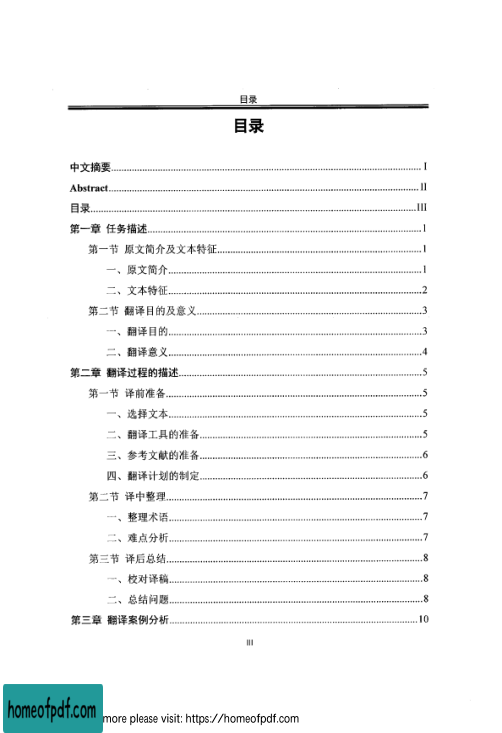 目录
目录
中文摘要........................I
Abstract........................II
目录........................III
第一章 任务描述........................1
第一节 原文简介及文本特征........................1
一、原文简介........................1
二、文本特征........................2
第二节 翻译目的及意义........................3
一、翻译目的........................3
二、翻译意义........................4
第二章 翻译过程的描述........................5
第一节 译前准备........................5
一、选择文本........................5
二、翻译工具的准备........................5
三、参考文献的准备........................6
四、翻译计划的制定........................6
第二节 译中整理........................7
一、整理术语........................7
二、难点分析........................7
第三节 译后总结........................8
一、校对译稿........................8
二、总结问题........................8
第三章 翻译案例分析........................10
III
homeofpdf.com
more please visit: https://homeofpdf.com